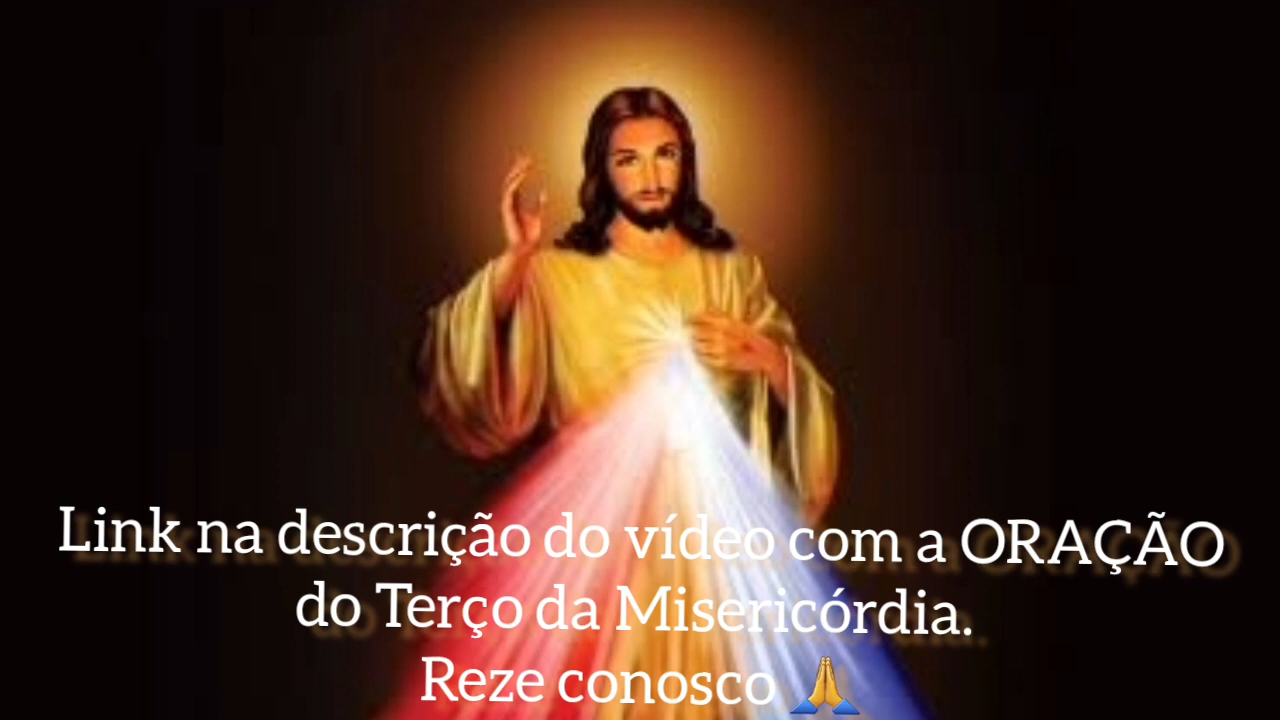 Link na descrição do vídeo com a ORAÇÃO
do Terço da Misericórdia.
Reze conosco 🙏